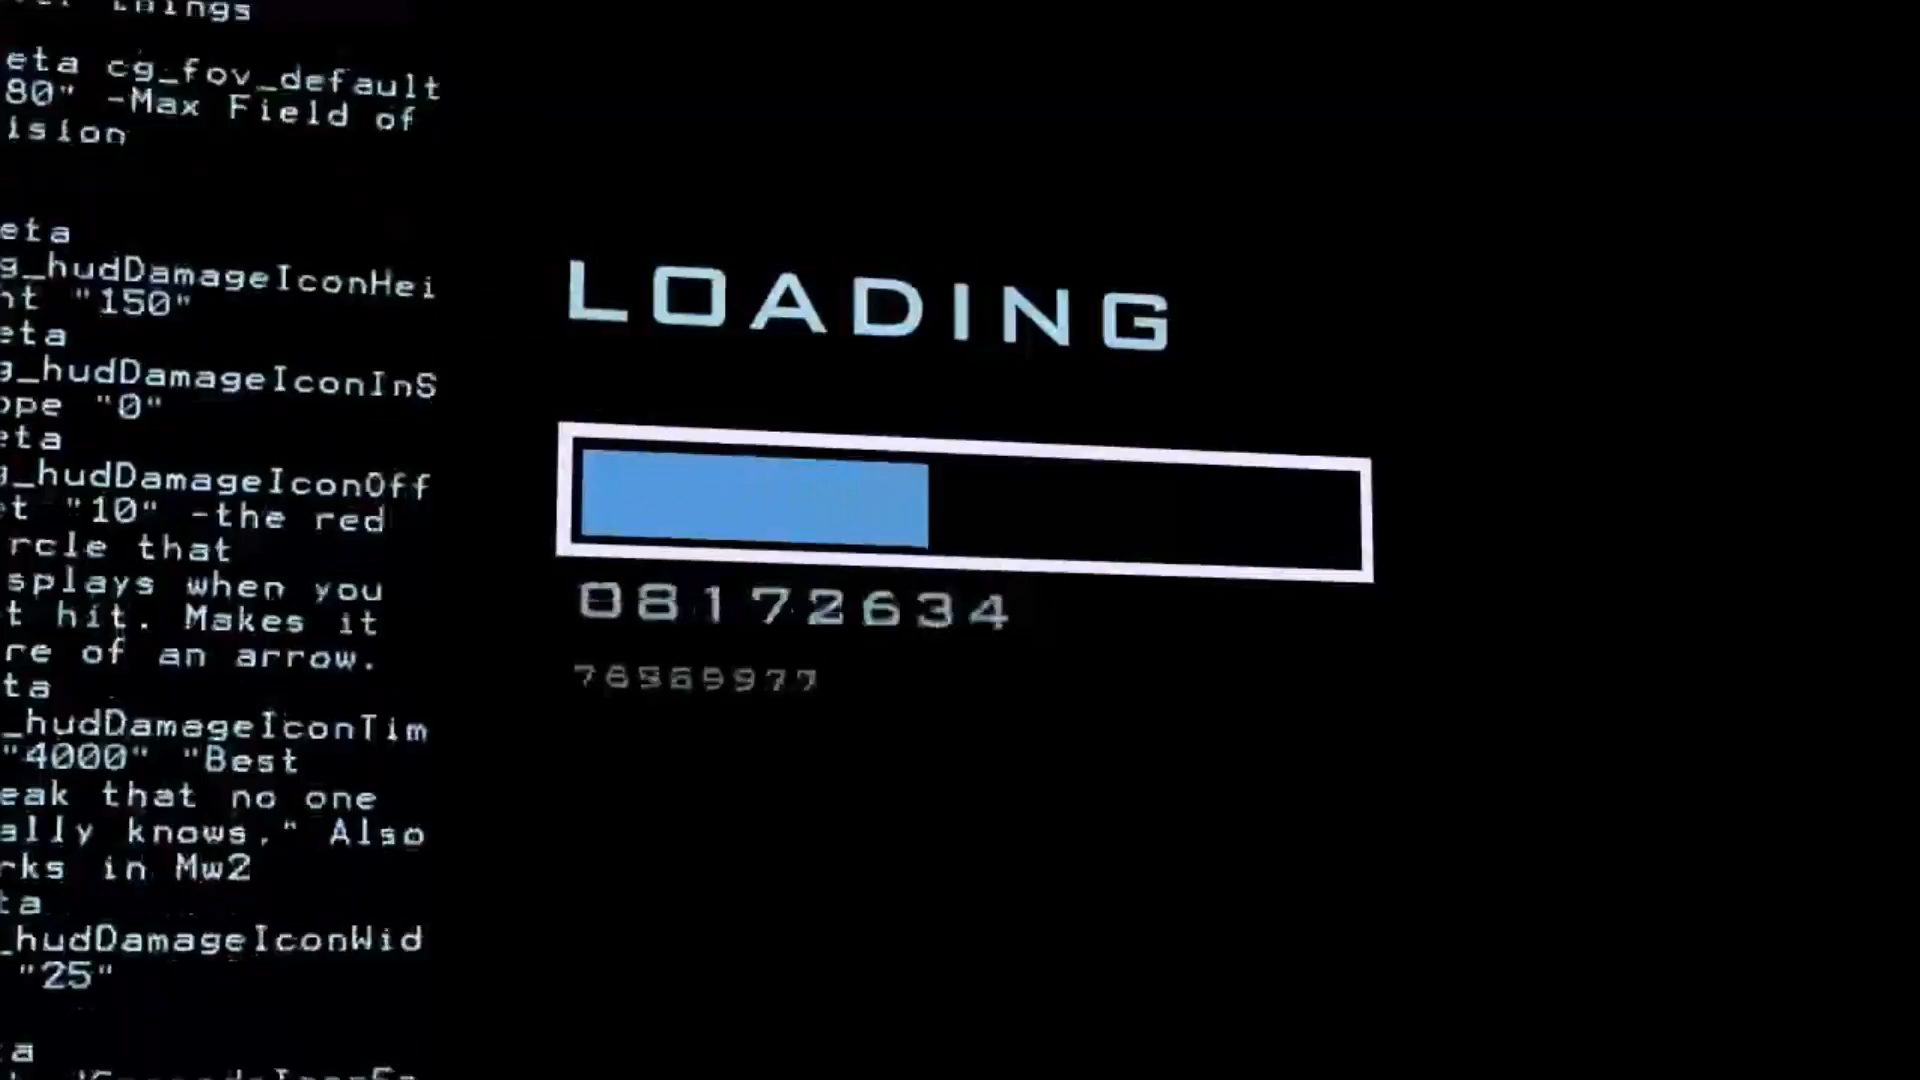 things
eta cg_fov_default
80" -Max Field of
ision
eta
g_hudDamageIconHei
ht "150"
eta
g_hudDamageIconInS
ope "0"
eta
g_hudDamageIconOff
et "10" -the red
rcle that
splays when you
t hit. Makes it
re of an arrow.
ta
_hudDamageIconTim
"4000" "Best
eak that no one
ally knows." Also
rks in Mw2
ta
_hudDamageIconWid
"25"
a
LOADING
08172634